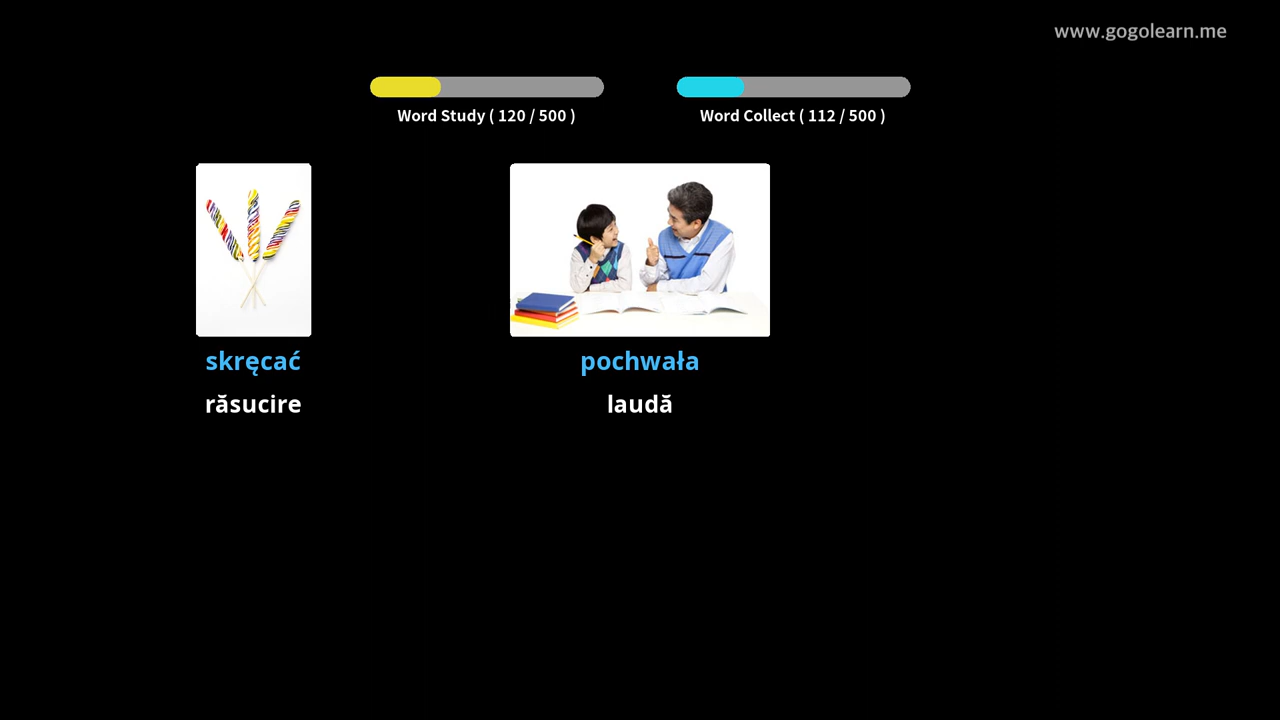 www.gogolearn.me
Word Study ( 120 / 500 )
Word Collect ( 112 / 500 )
skręcać
răsucire
pochwała
laudă